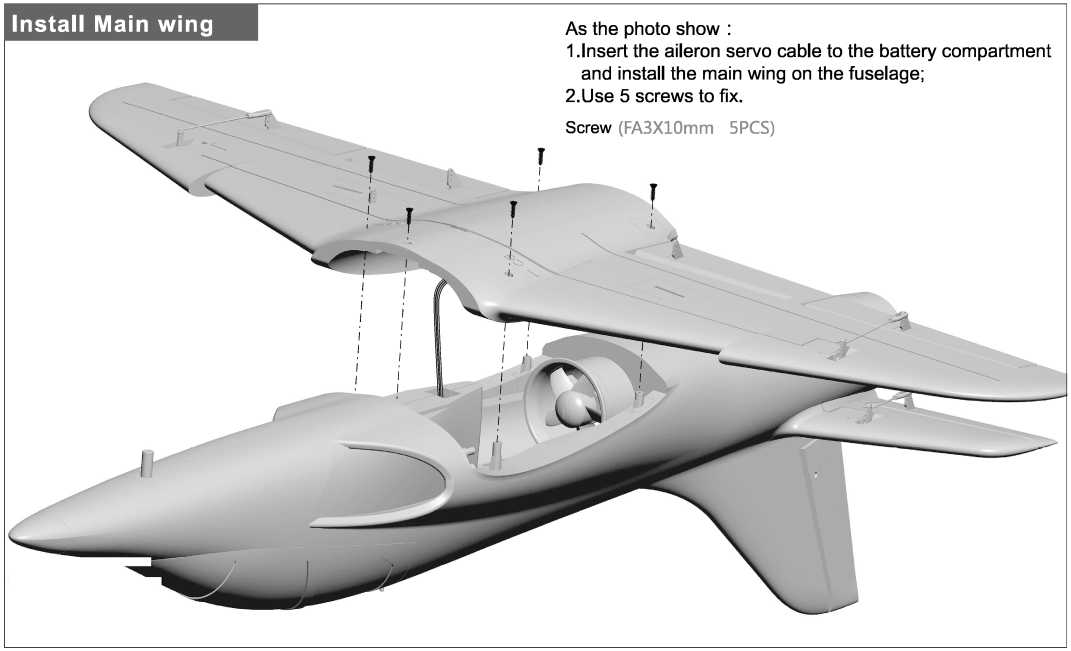 Install Main wing
As the photo show :
1.Insert the aileron servo cable to the battery compartment
and install the main wing on the fuselage;
2.Use 5 screws to fix.
Screw (FA3X10mm 5PCS)